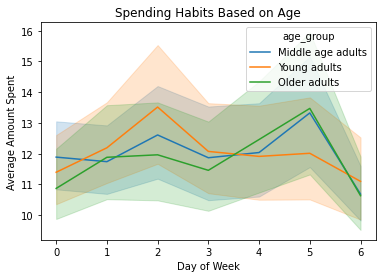 Spending Habits Based on Age
age_group
Middle age adults
Young adults
Older adults
Average Amount Spent
16
15
14
13
12
11
10
0 1 2 3 4 5 6
Day of Week